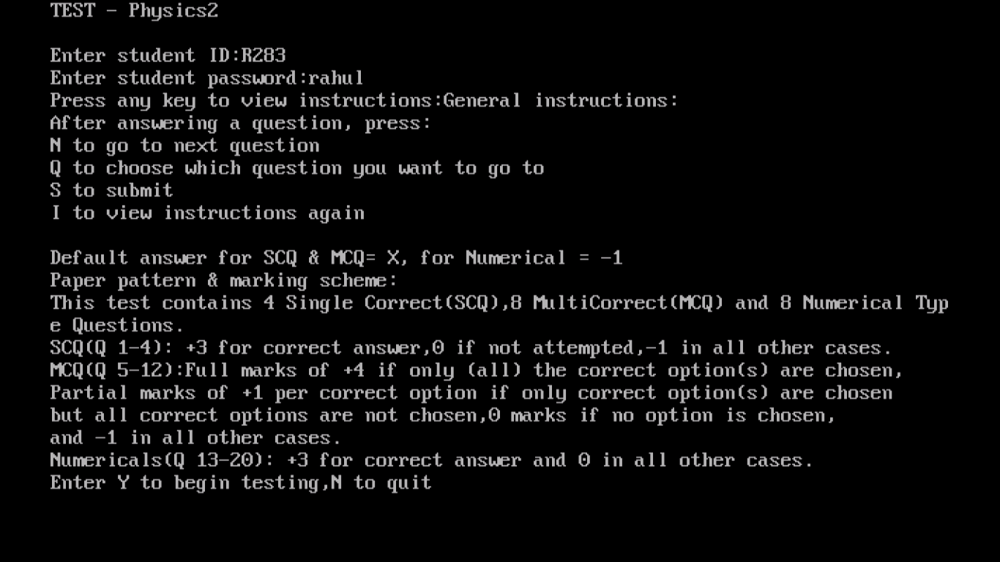 TEST - Physics2
Enter student ID:R283
Enter student password:rahul
Press any key to view instructions:General instructions:
After answering a question, press:
N to go to next question
Q to choose which question you want to go to
S to submit
I to view instructions again
Default answer for SCQ & MCQ= X, for Numerical = -1
Paper pattern & marking scheme:
This test contains 4 Single Correct(SCQ),8 MultiCorrect(MCQ) and 8 Numerical Typ
e Questions.
SCQ(Q 1-4): +3 for correct answer,0 if not attempted,-1 in all other cases.
MCQ(Q 5-12):Full marks of +4 if only (all) the correct option(s) are chosen,
Partial marks of +1 per correct option if only correct option(s) are chosen
but all correct options are not chosen,0 marks if no option is chosen,
and -1 in all other cases.
Numericals(Q 13-20): +3 for correct answer and 0 in all other cases.
Enter Y to begin testing,N to quit